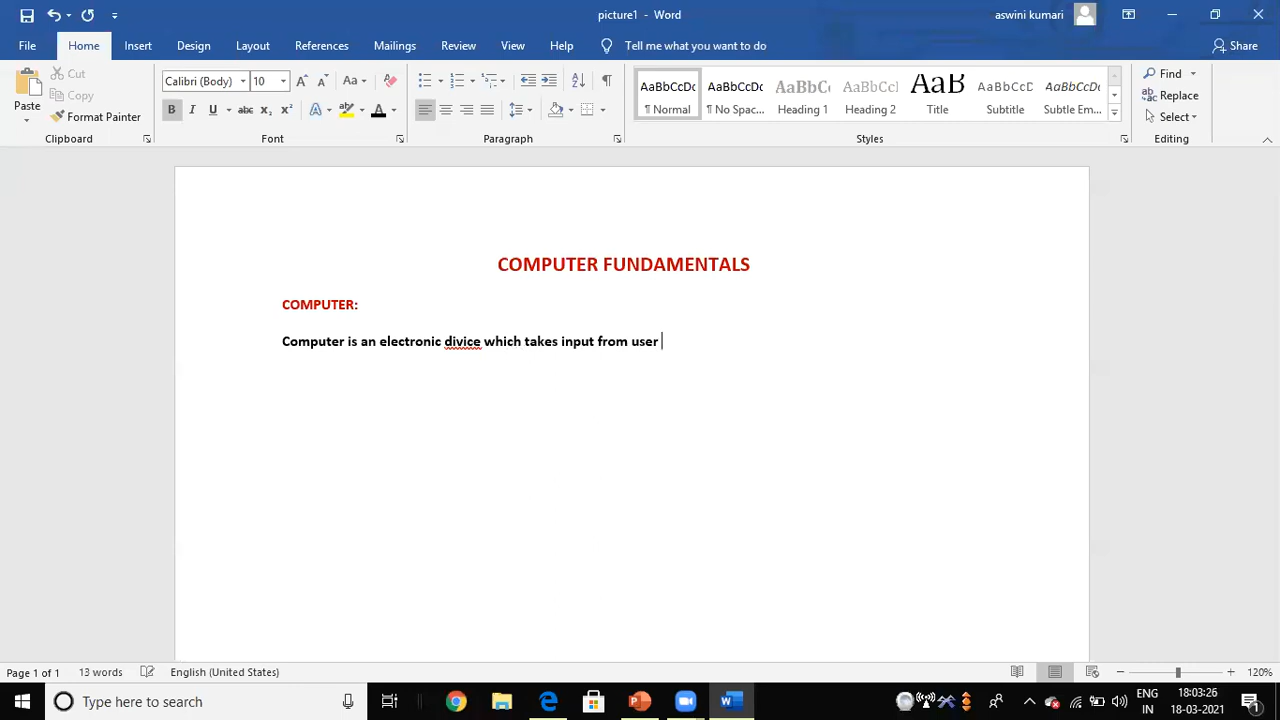 picture1 - Word
aswini kumari
File Home Insert Design Layout References Mailings Review View Help Tell me what you want to do Share
Paste
Cut
Copy
Format Painter
Clipboard
Calibri (Body) 10
Font
Paragraph
AaBbCcDc ¶ Normal
AaBbCcDc ¶ No Spac...
AaBbC( Heading 1
AaBbCcI Heading 2
AaB Title
AaBbCcD Subtitle
AaBbCcDc Subtle Em...
Styles
Find
Replace
Select
Editing
COMPUTER FUNDAMENTALS
COMPUTER:
Computer is an electronic divice which takes input from user
Page 1 of 1 13 words English (United States) 120%
Type here to search
ENG
IN
18:03:26
18-03-2021
1